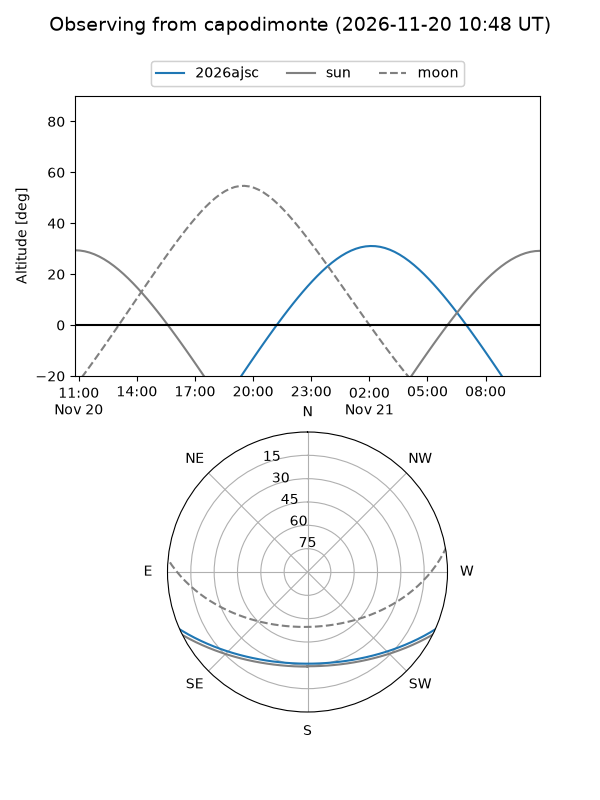 Observing from capodimonte (2026-11-20 10:48 UT)
2026ajsc sun moon
Altitude [deg]
80
60
40
20
0
−20
11:00 14:00 17:00 20:00 23:00 02:00 05:00 08:00
Nov 20 Nov 21
N
NE NW
15
30
45
60
75
E W
SE SW
S